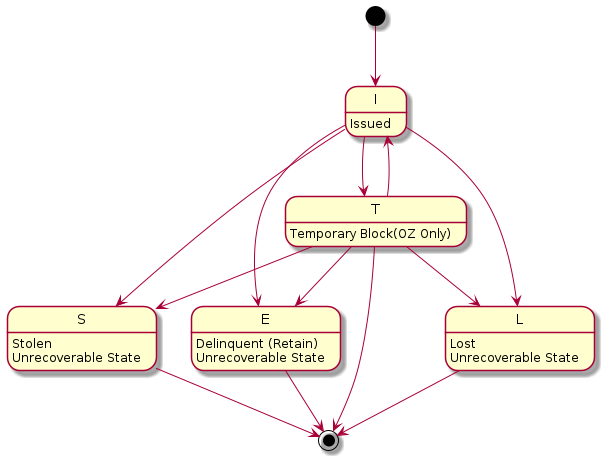 I
Issued
T
Temporary Block(OZ Only)
S
Stolen
Unrecoverable State
E
Delinquent (Retain)
Unrecoverable State
L
Lost
Unrecoverable State